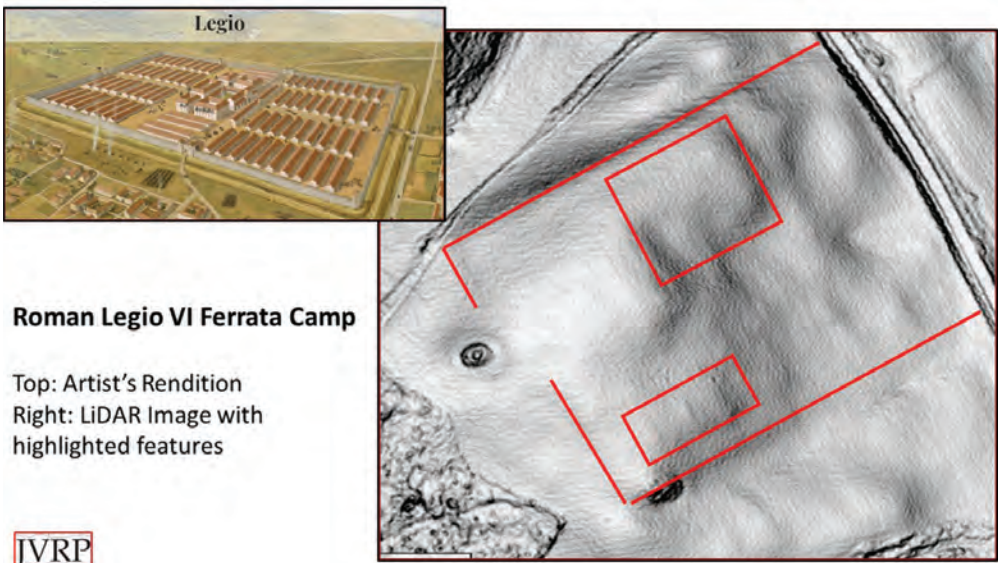 Legio
Roman Legio VI Ferrata Camp
Top: Artist's Rendition
Right: LiDAR Image with
highlighted features
JVRP